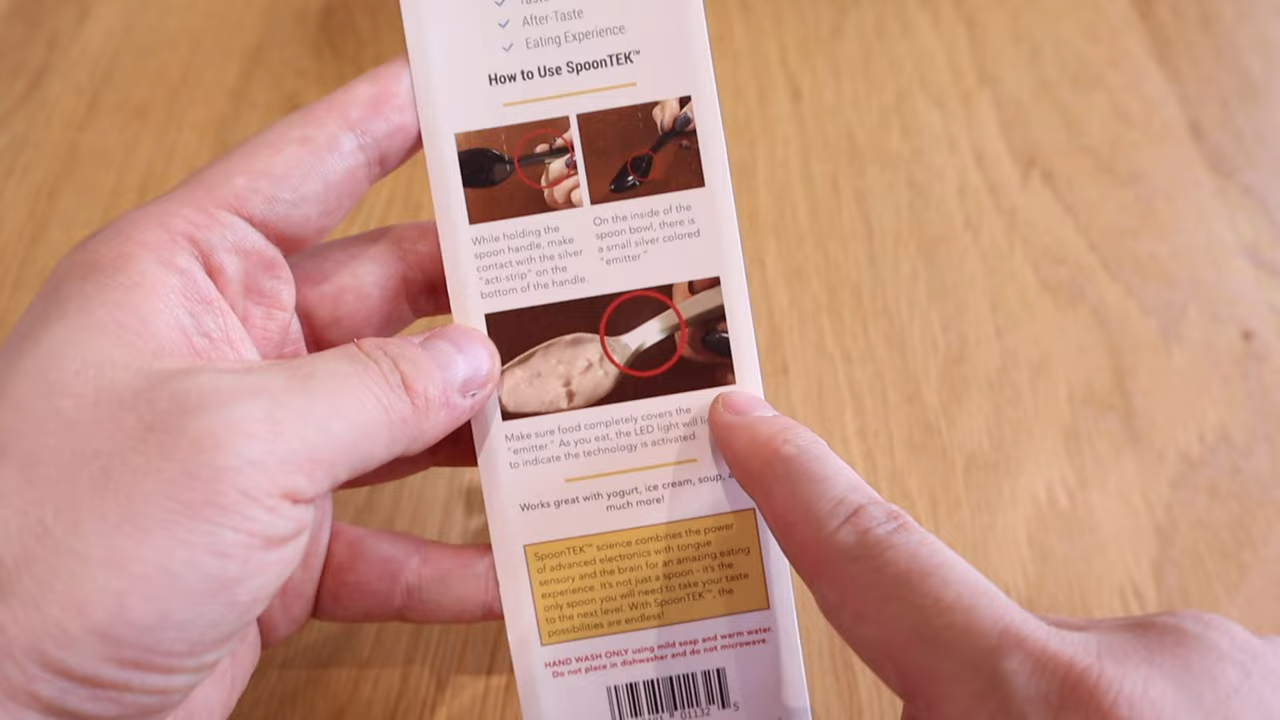 After-Taste
Eating Experience
How to Use SpoonTEK™
While holding the
spoon handle, make
contact with the silver
"acti-strip" on the
bottom of the handle.
On the inside of the
spoon bowl, there is
a small silver colored
"emitter"
Make sure food completely covers the
"emitter." As you eat, the LED light will
to indicate the technology is activated.
Works great with yogurt, ice cream, soup,
much more!
SpoonTEK™ science combines the power
of advanced electronics with tongue
sensory and the brain for an amazing eating
experience. It's not just a spoon - it's the
only spoon you will need to take your taste
to the next level. With SpoonTEK™, the
possibilities are endless!
HAND WASH ONLY using mild soap and warm water.
Do not place in dishwasher and do not microwave.
01132 5